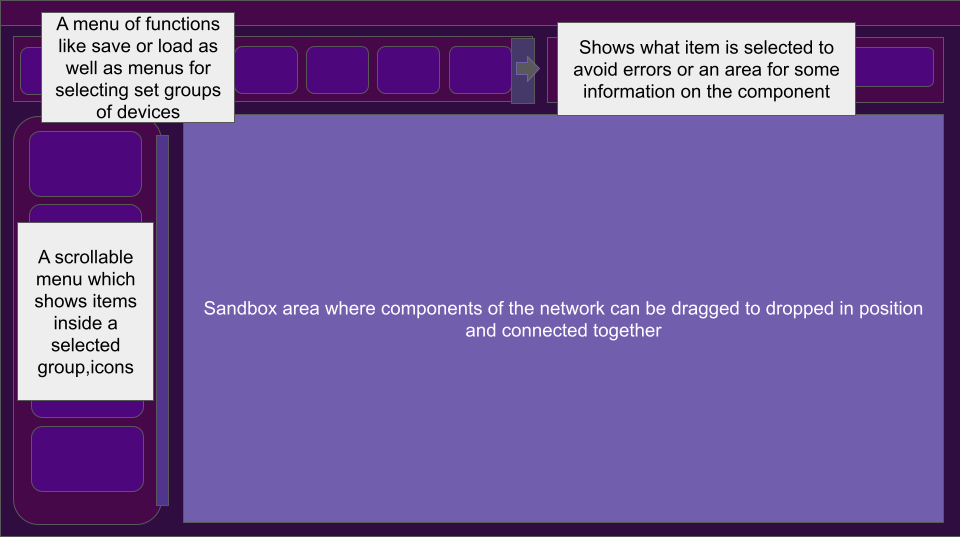 A menu of functions
like save or load as
well as menus for
selecting set groups
of devices
Shows what item is selected to
avoid errors or an area for some
information on the component
A scrollable
menu which
shows items
inside a
selected
group,icons
Sandbox area where components of the network can be dragged to dropped in position
and connected together